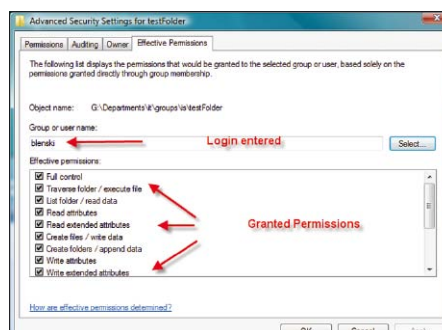 Advanced Security Settings for testFolder
Permissions Auditing Owner Effective Permissions
The following list displays the permissions that would be granted to the selected group or user, based solely on the
permissions granted directly through group membership.
Object name: G:\Departments\it\groups\is\testFolder
Group or user name:
blenski Login entered Select...
Effective permissions:
Full control
Traverse folder / execute file
List folder / read data
Read attributes
Read extended attributes Granted Permissions
Create files / write data
Create folders / append data
Write attributes
Write extended attributes
How are effective permissions determined?
OK Cancel